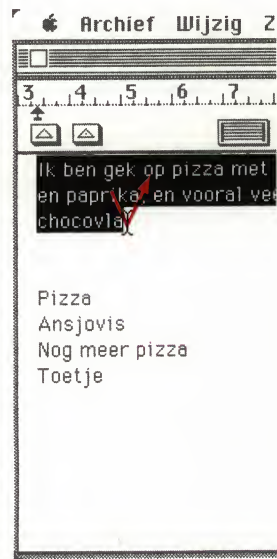 Archief Wijzig
3 4 5 6 7
Ik ben gek op pizza met
en paprika, en vooral
chocovla
Pizza
Ansjovis
Nog meer pizza
Toetje